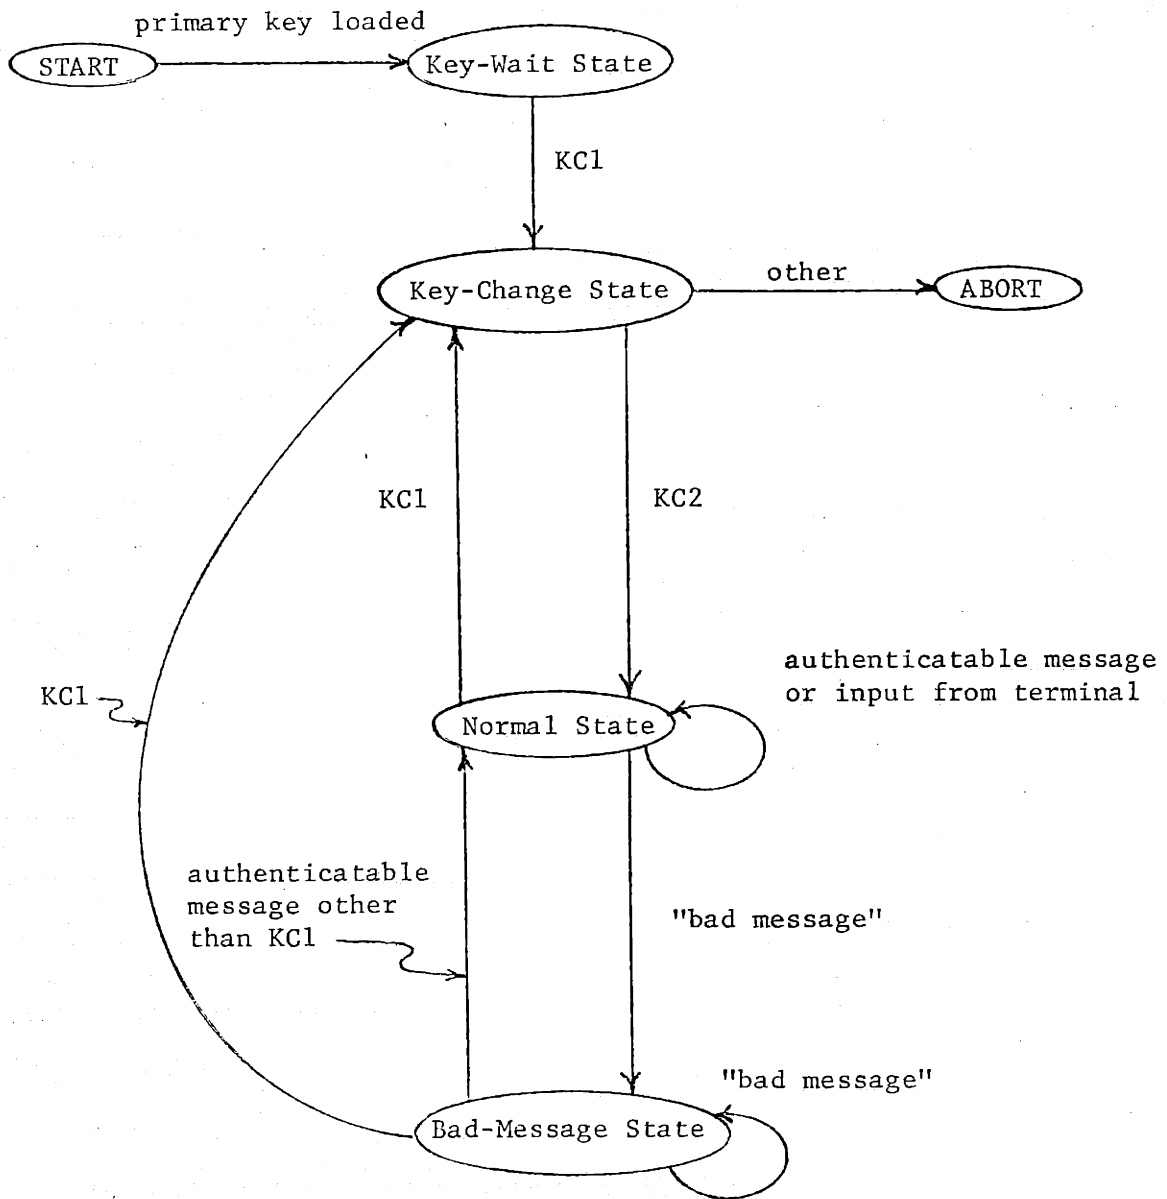 primary key loaded
START
Key-Wait State
KC1
Key-Change State
other
ABORT
KC1
KC2
authenticatable message
or input from terminal
KC1
Normal State
authenticatable
message other
than KC1
"bad message"
"bad message"
Bad-Message State